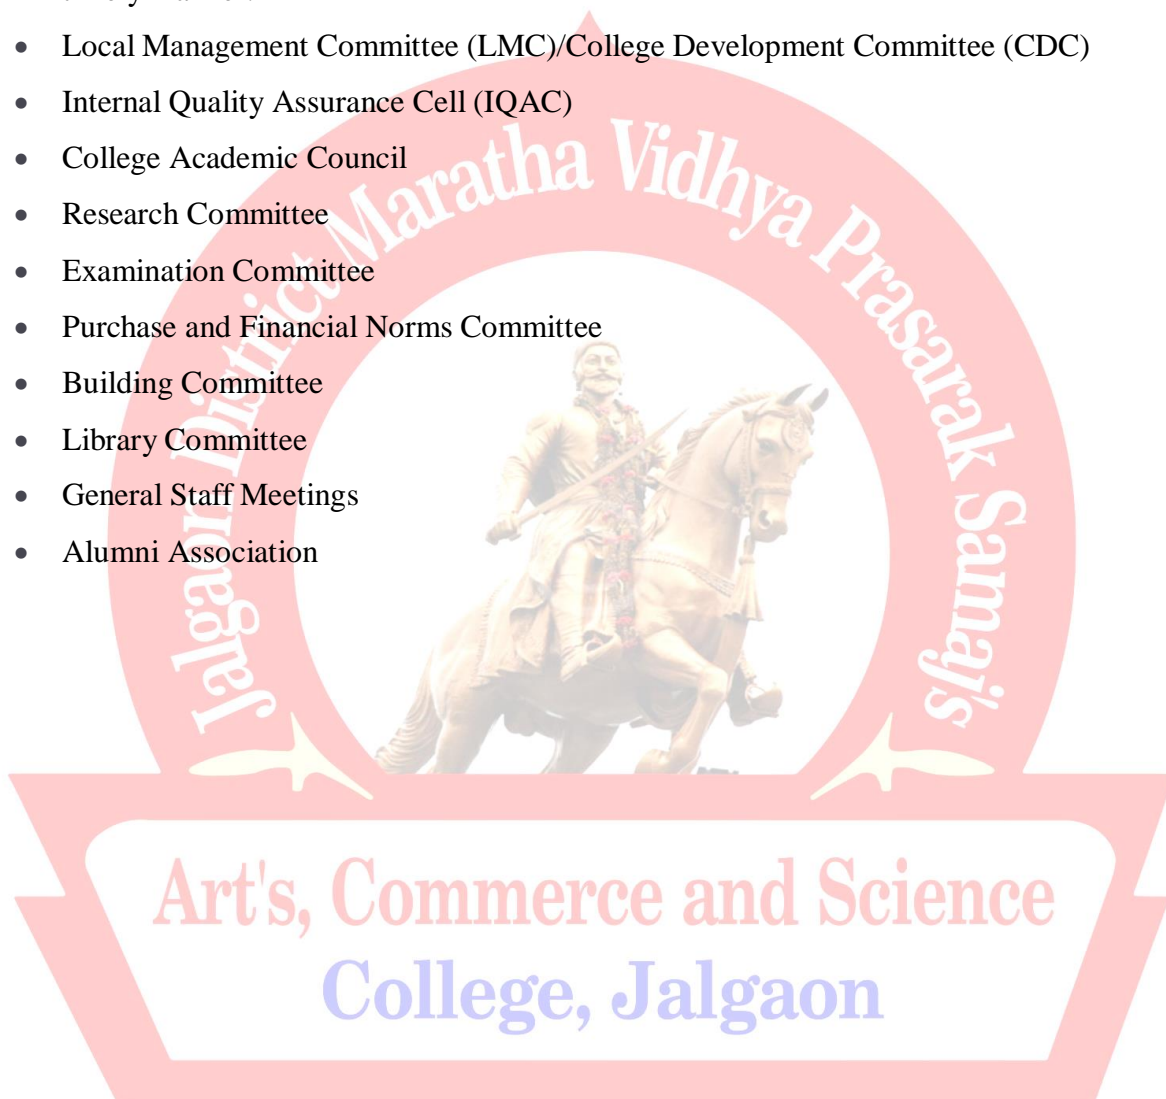 • Local Management Committee (LMC)/College Development Committee (CDC)
• Internal Quality Assurance Cell (IQAC)
• College Academic Council
• Research Committee
• Examination Committee
• Purchase and Financial Norms Committee
• Building Committee
• Library Committee
• General Staff Meetings
• Alumni Association
Jalgaon District Maratha Vidhya Prasarak Samaj's
Art's, Commerce and Science
College, Jalgaon